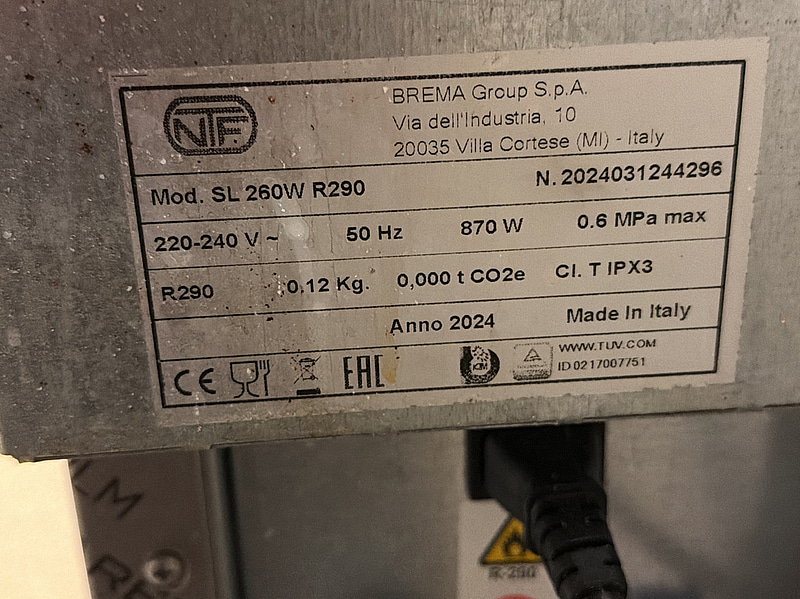 NTF
BREMA Group S.p.A.
Via dell'Industria, 10
20035 Villa Cortese (MI) - Italy
Mod. SL 260W R290
N. 2024031244296
220-240 V ~ 50 Hz 870 W 0.6 MPa max
R290 0,12 Kg. 0,000 t CO2e Cl. T IPX3
Anno 2024 Made In Italy
CE EAC
WWW.TUV.COM
ID 0217007751
R-290